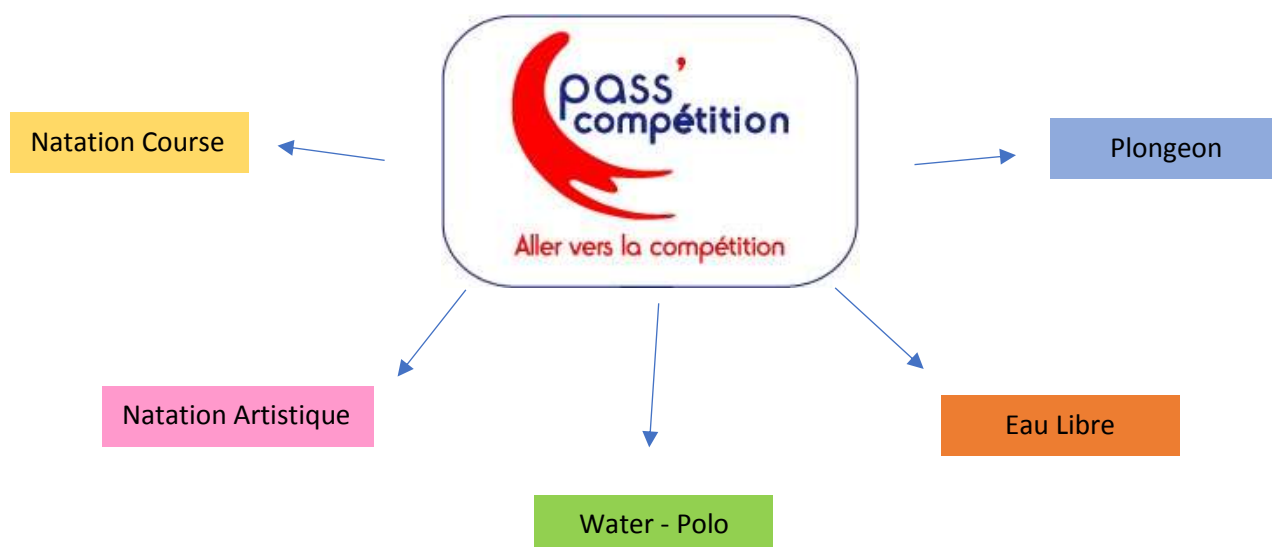 pass'
compétition
Aller vers la compétition
Natation Course
Plongeon
Natation Artistique
Eau Libre
Water - Polo